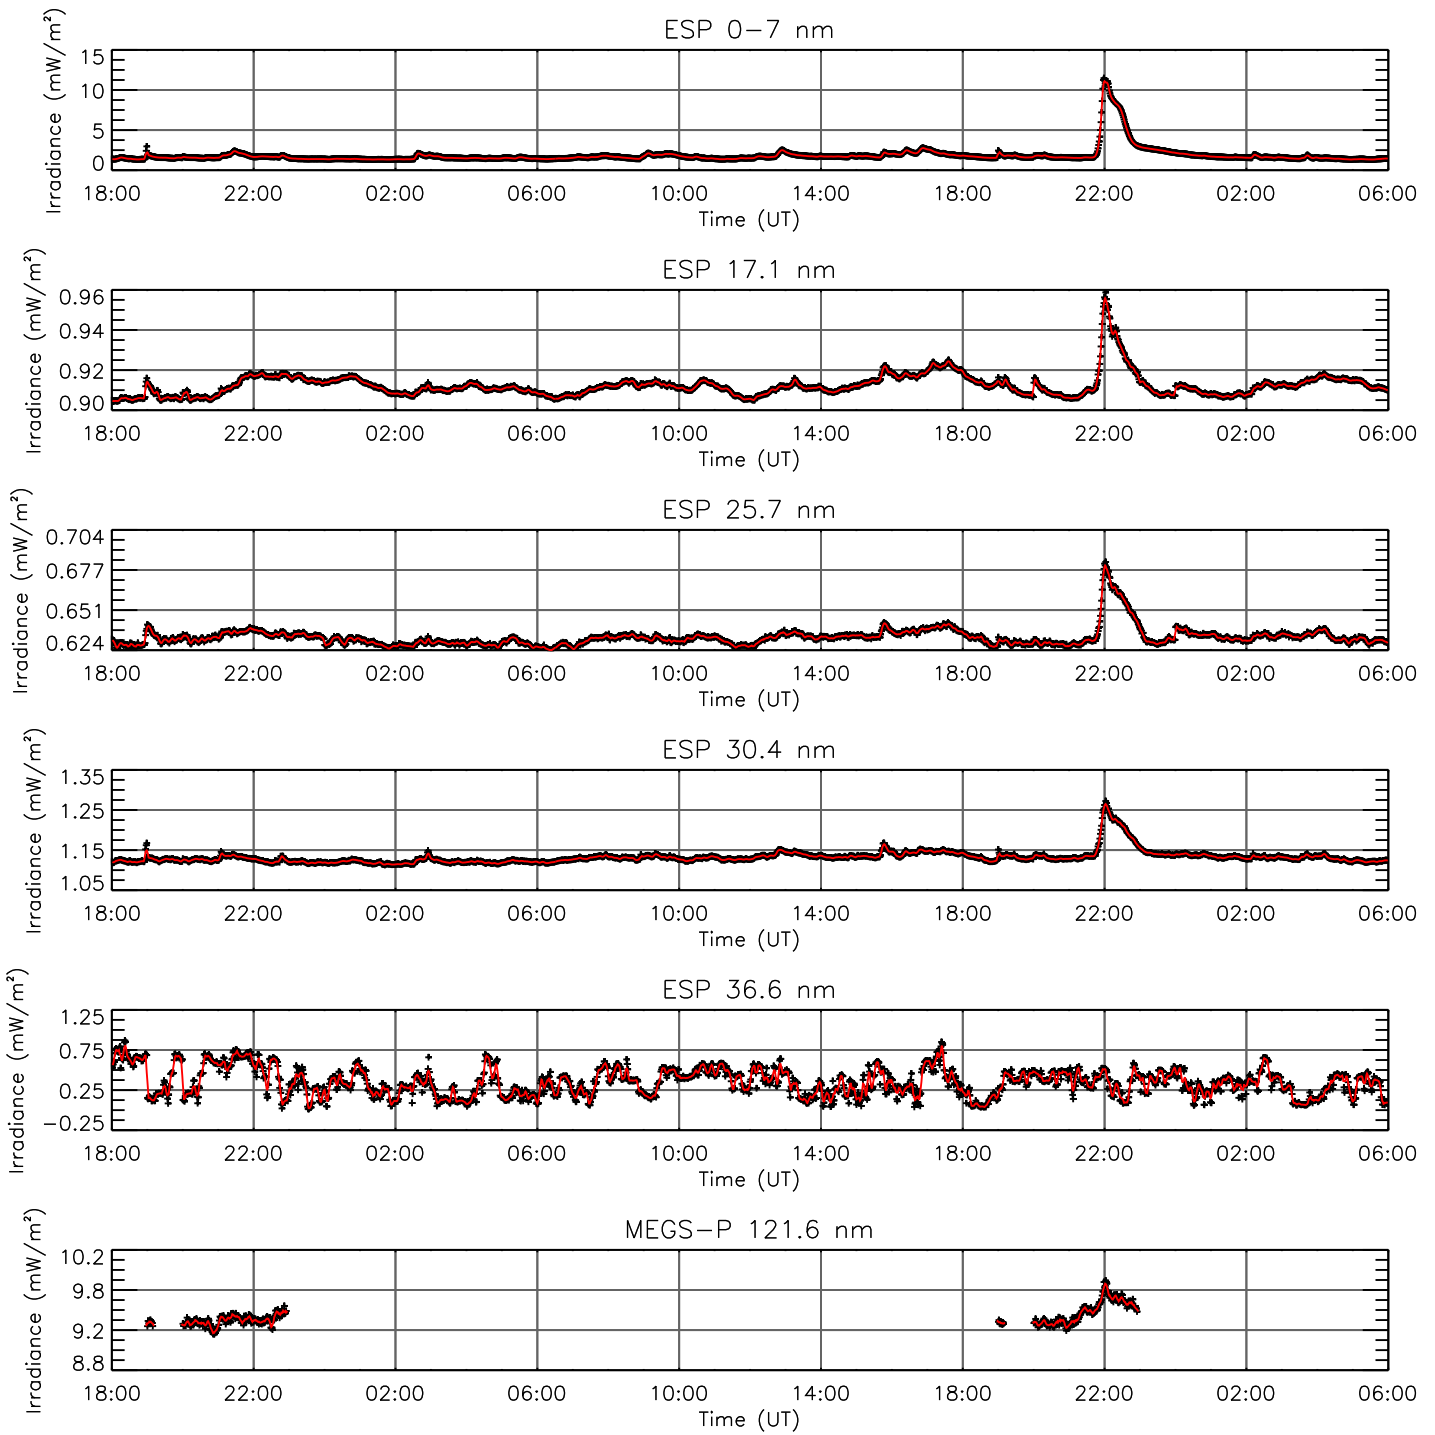 ESP 0-7 nm
Irradiance (mW/m²)
15
10
5
0
18:00 22:00 02:00 06:00 10:00 14:00 18:00 22:00 02:00 06:00
Time (UT)
ESP 17.1 nm
Irradiance (mW/m²)
0.96
0.94
0.92
0.90
18:00 22:00 02:00 06:00 10:00 14:00 18:00 22:00 02:00 06:00
Time (UT)
ESP 25.7 nm
Irradiance (mW/m²)
0.704
0.677
0.651
0.624
18:00 22:00 02:00 06:00 10:00 14:00 18:00 22:00 02:00 06:00
Time (UT)
ESP 30.4 nm
Irradiance (mW/m²)
1.35
1.25
1.15
1.05
18:00 22:00 02:00 06:00 10:00 14:00 18:00 22:00 02:00 06:00
Time (UT)
ESP 36.6 nm
Irradiance (mW/m²)
1.25
0.75
0.25
-0.25
18:00 22:00 02:00 06:00 10:00 14:00 18:00 22:00 02:00 06:00
Time (UT)
MEGS-P 121.6 nm
Irradiance (mW/m²)
10.2
9.8
9.2
8.8
18:00 22:00 02:00 06:00 10:00 14:00 18:00 22:00 02:00 06:00
Time (UT)